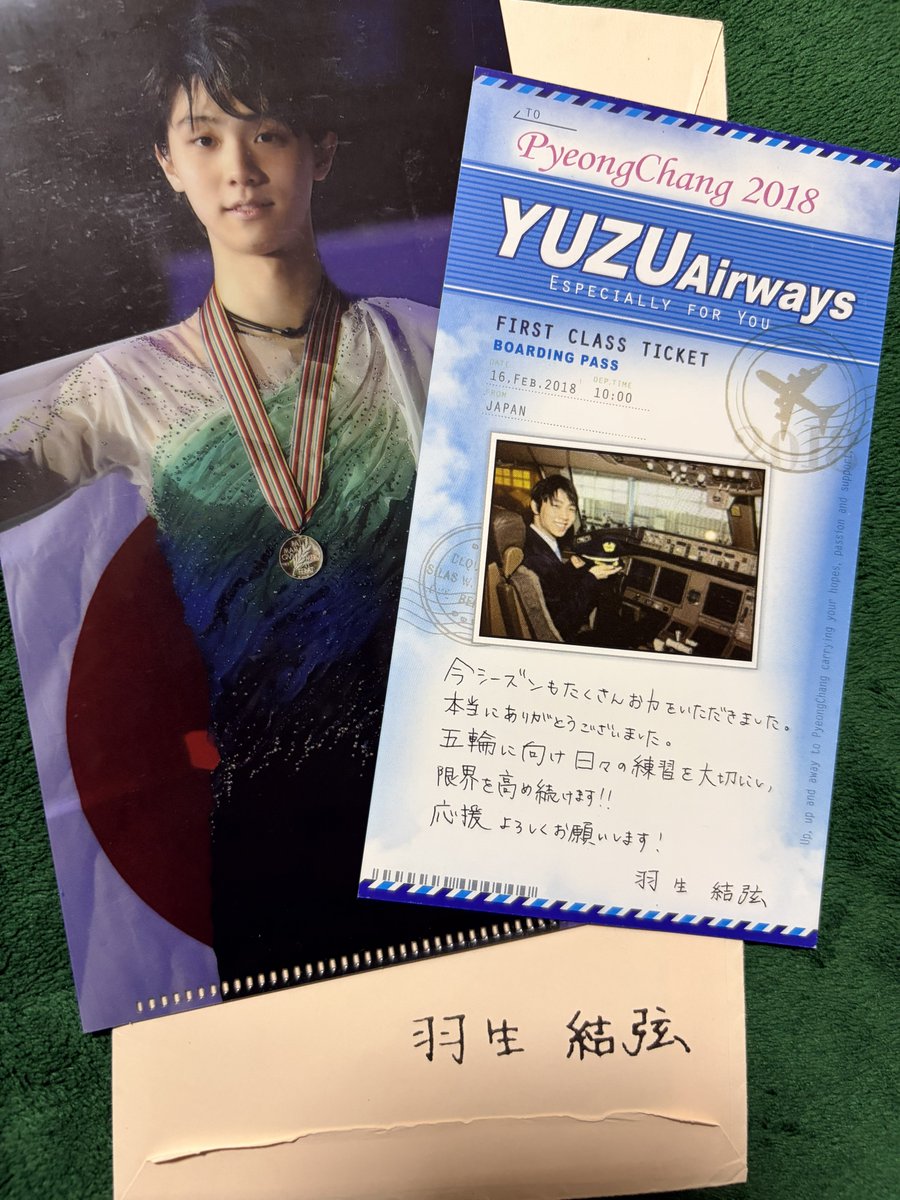 TO
PyeongChang 2018
YUZU Airways
ESPECIALLY FOR YOU
FIRST CLASS TICKET
BOARDING PASS
DATE
DEP.TIME
16,FEB.2018
10:00
FROM
JAPAN
今シーズンもたくさんお力をいただきました。
本当にありがとうございました。
五輪に向け日々の練習を大切にし,
限界を高め続けます!!
応援よろしくお願いします!
羽生 結弦
Up, up and away to PyeongChang carrying your hopes, passion and support
羽生 結弦